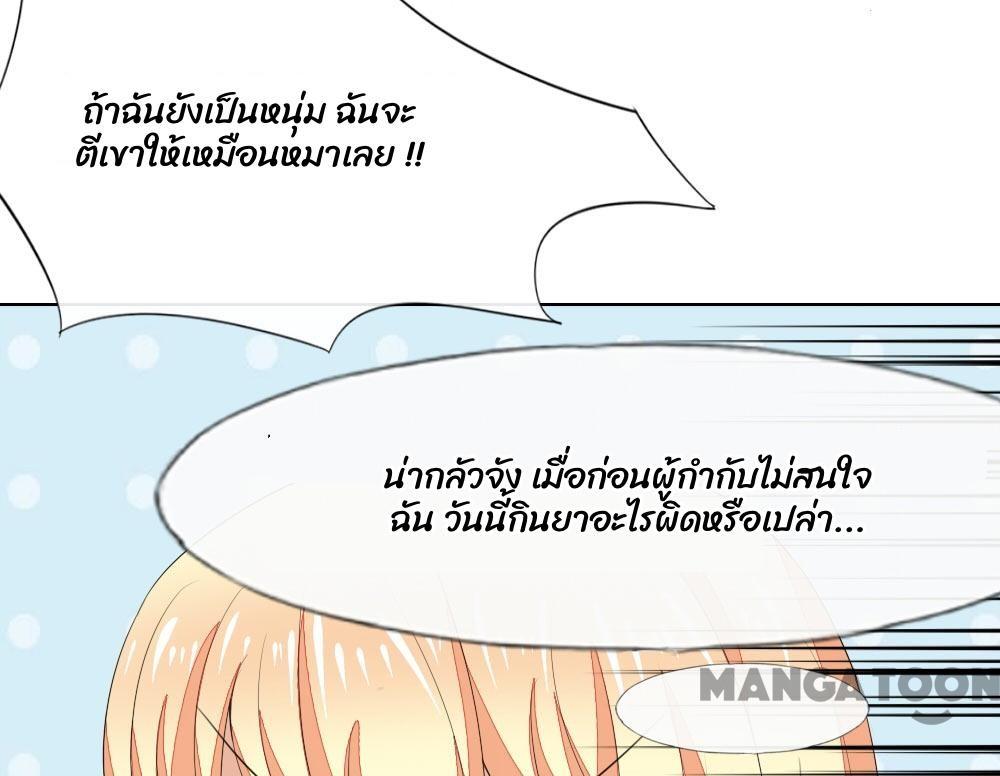 ถ้าฉันยังเป็นหนุ่ม ฉันจะ
ตีเขาให้เหมือนหมาเลย !!
น่ากลัวจัง เมื่อก่อนผู้กำกับไม่สนใจ
ฉัน วันนี้กินยาอะไรผิดหรือเปล่า...
MANGATOON